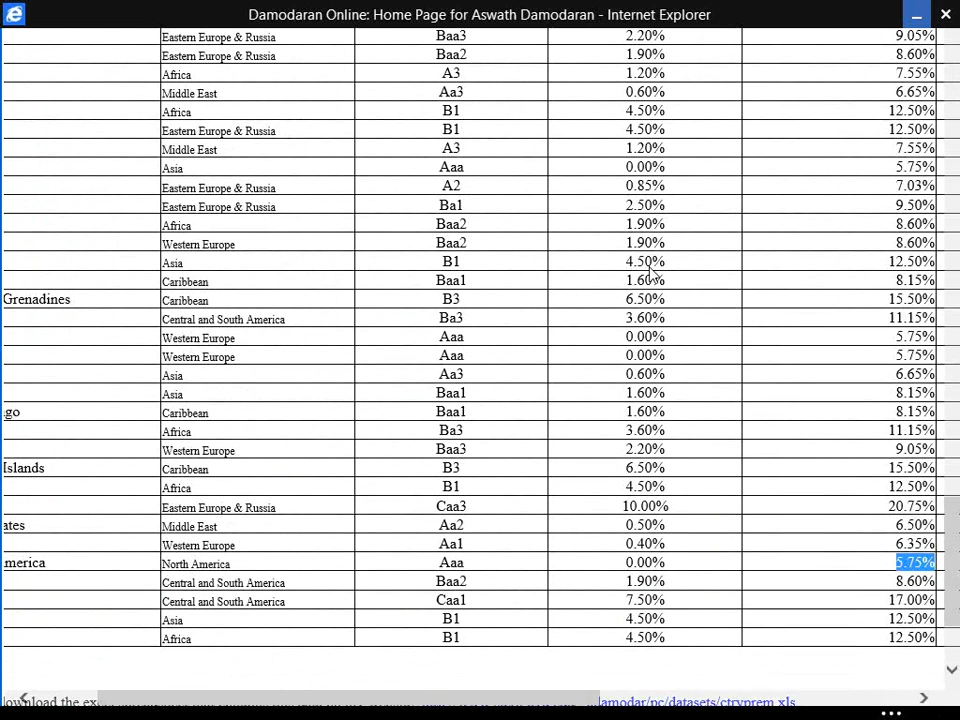 Damodaran Online: Home Page for Aswath Damodaran - Internet Explorer
Eastern Europe & Russia Baa3 2.20% 9.05%
Eastern Europe & Russia Baa2 1.90% 8.60%
Africa A3 1.20% 7.55%
Middle East Aa3 0.60% 6.65%
Africa B1 4.50% 12.50%
Eastern Europe & Russia B1 4.50% 12.50%
Middle East A3 1.20% 7.55%
Asia Aaa 0.00% 5.75%
Eastern Europe & Russia A2 0.85% 7.03%
Eastern Europe & Russia Ba1 2.50% 9.50%
Africa Baa2 1.90% 8.60%
Western Europe Baa2 1.90% 8.60%
Asia B1 4.50% 12.50%
Caribbean Baa1 1.60% 8.15%
Grenadines Caribbean B3 6.50% 15.50%
Central and South America Ba3 3.60% 11.15%
Western Europe Aaa 0.00% 5.75%
Western Europe Aaa 0.00% 5.75%
Asia Aa3 0.60% 6.65%
Asia Baa1 1.60% 8.15%
go Caribbean Baa1 1.60% 8.15%
Africa Ba3 3.60% 11.15%
Western Europe Baa3 2.20% 9.05%
Islands Caribbean B3 6.50% 15.50%
Africa B1 4.50% 12.50%
Eastern Europe & Russia Caa3 10.00% 20.75%
ates Middle East Aa2 0.50% 6.50%
Western Europe Aa1 0.40% 6.35%
merica North America Aaa 0.00% 5.75%
Central and South America Baa2 1.90% 8.60%
Central and South America Caa1 7.50% 17.00%
Asia B1 4.50% 12.50%
Africa B1 4.50% 12.50%
download the lamodar/pc/datasets/ctryprem.xls